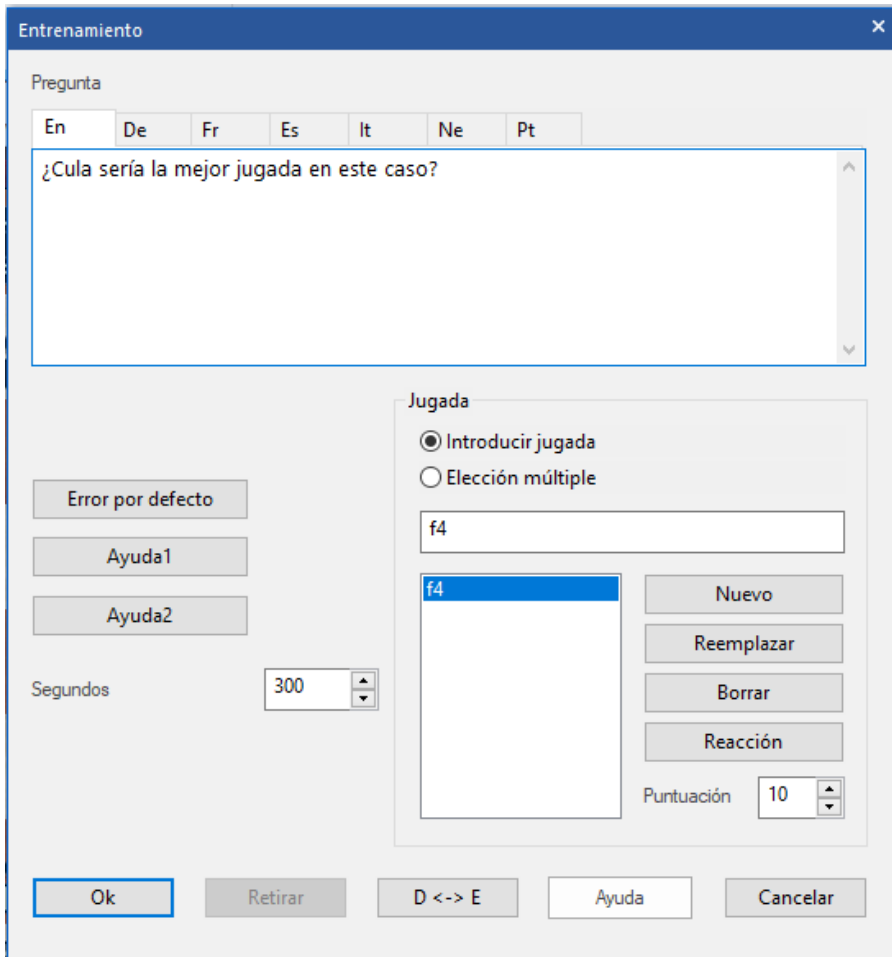 Entrenamiento
Pregunta
En De Fr Es It Ne Pt
¿Cula sería la mejor jugada en este caso?
Jugada
Introducir jugada
Elección múltiple
f4
f4
Error por defecto
Ayuda1
Ayuda2
Segundos 300
Nuevo
Reemplazar
Borrar
Reacción
Puntuación 10
Ok Retirar D <-> E Ayuda Cancelar